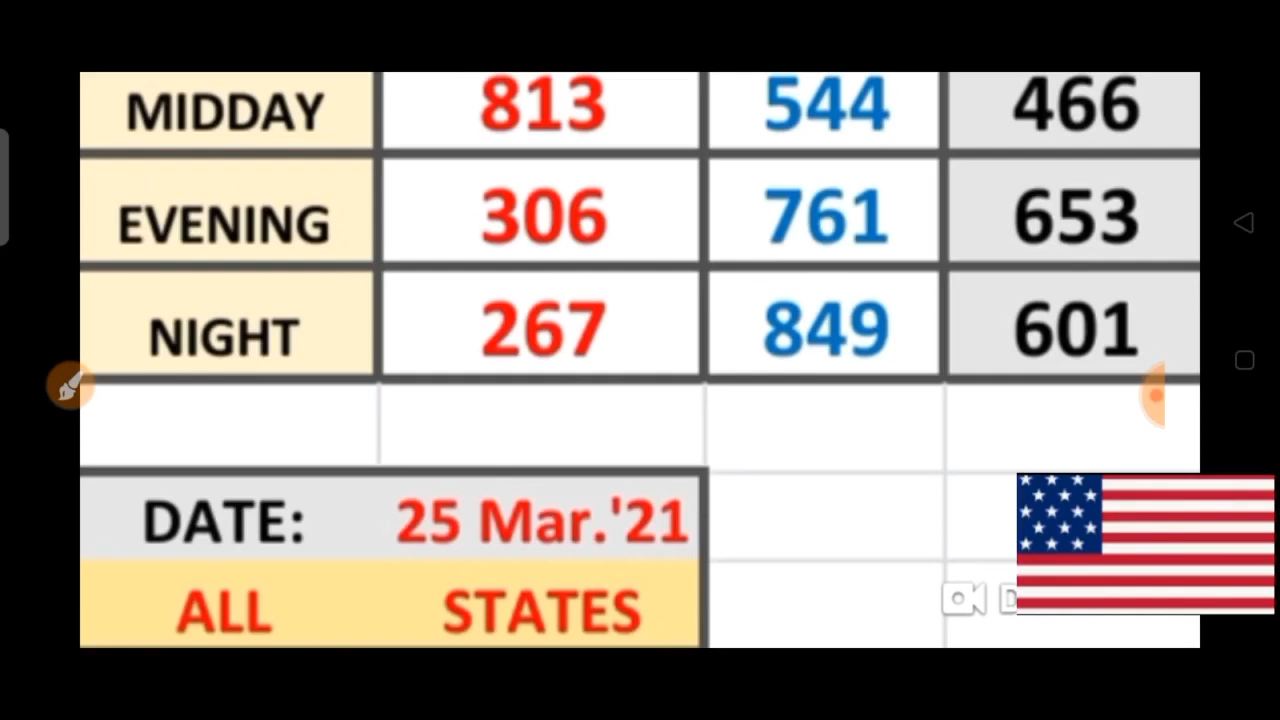 MIDDAY 813 544 466
EVENING 306 761 653
NIGHT 267 849 601
DATE: 25 Mar.'21
ALL STATES